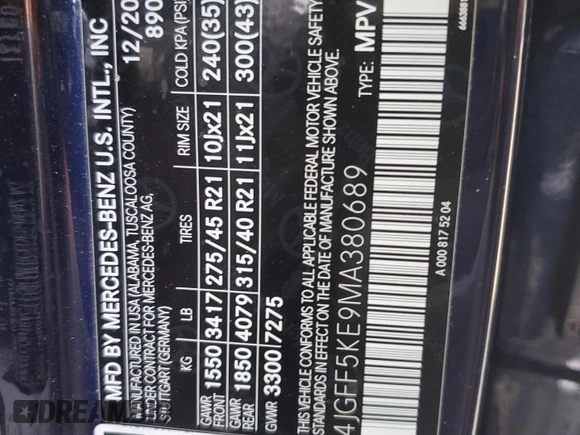 MFD BY MERCEDES-BENZ U.S. INTL., INC
MANUFACTURED IN USA (ALABAMA, TUSCALOOSA COUNTY)
UNDER CONTRACT FOR MERCEDES-BENZ AG,
STUTTGART (GERMANY)
12/20
890
KG LB TIRES RIM SIZE COLD KPA (PSI
GAWR FRONT 1550 3417 275/45 R21 10Jx21 240(35)
GAWR REAR 1850 4079 315/40 R21 11Jx21 300(43)
GVWR 3300 7275
THIS VEHICLE CONFORMS TO ALL APPLICABLE FEDERAL MOTOR VEHICLE SAFETY
IN EFFECT ON THE DATE OF MANUFACTURE SHOWN ABOVE.
4JGFF5KE9MA380689 TYPE: MPV
A 000 817 52 04